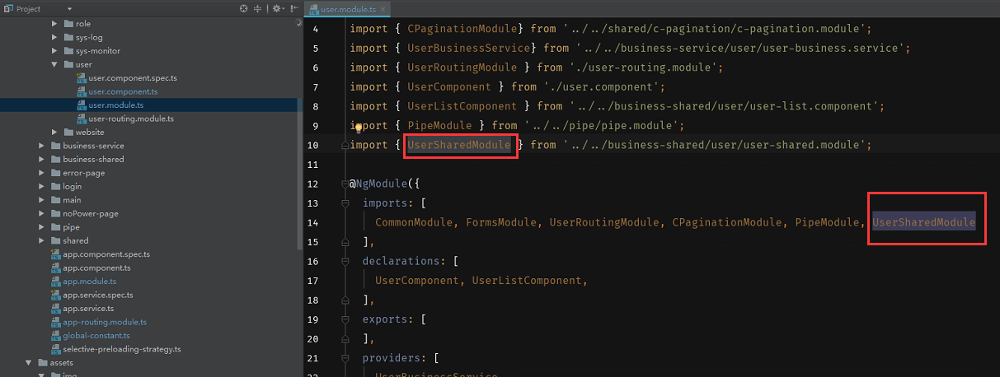 Project
role
sys-log
sys-monitor
user
user.component.spec.ts
user.component.ts
user.module.ts
user-routing.module.ts
website
business-service
business-shared
error-page
login
main
noPower-page
pipe
shared
app.component.spec.ts
app.component.ts
app.module.ts
app.service.spec.ts
app.service.ts
app-routing.module.ts
global-constant.ts
selective-preloading-strategy.ts
assets
img
user.module.ts
4 import { CPaginationModule} from '../../shared/c-pagination/c-pagination.module';
5 import { UserBusinessService} from '../../business-service/user/user-business.service';
6 import { UserRoutingModule } from './user-routing.module';
7 import { UserComponent } from './user.component';
8 import { UserListComponent } from '../../business-shared/user/user-list.component';
9 import { PipeModule } from '../../pipe/pipe.module';
10 import { UserSharedModule } from '../../business-shared/user/user-shared.module';
11
12 @NgModule({
13 imports: [
14 CommonModule, FormsModule, UserRoutingModule, CPaginationModule, PipeModule, UserSharedModule
15 ],
16 declarations: [
17 UserComponent, UserListComponent,
18 ],
19 exports: [
20 ],
21 providers: [
22 UserBusinessService